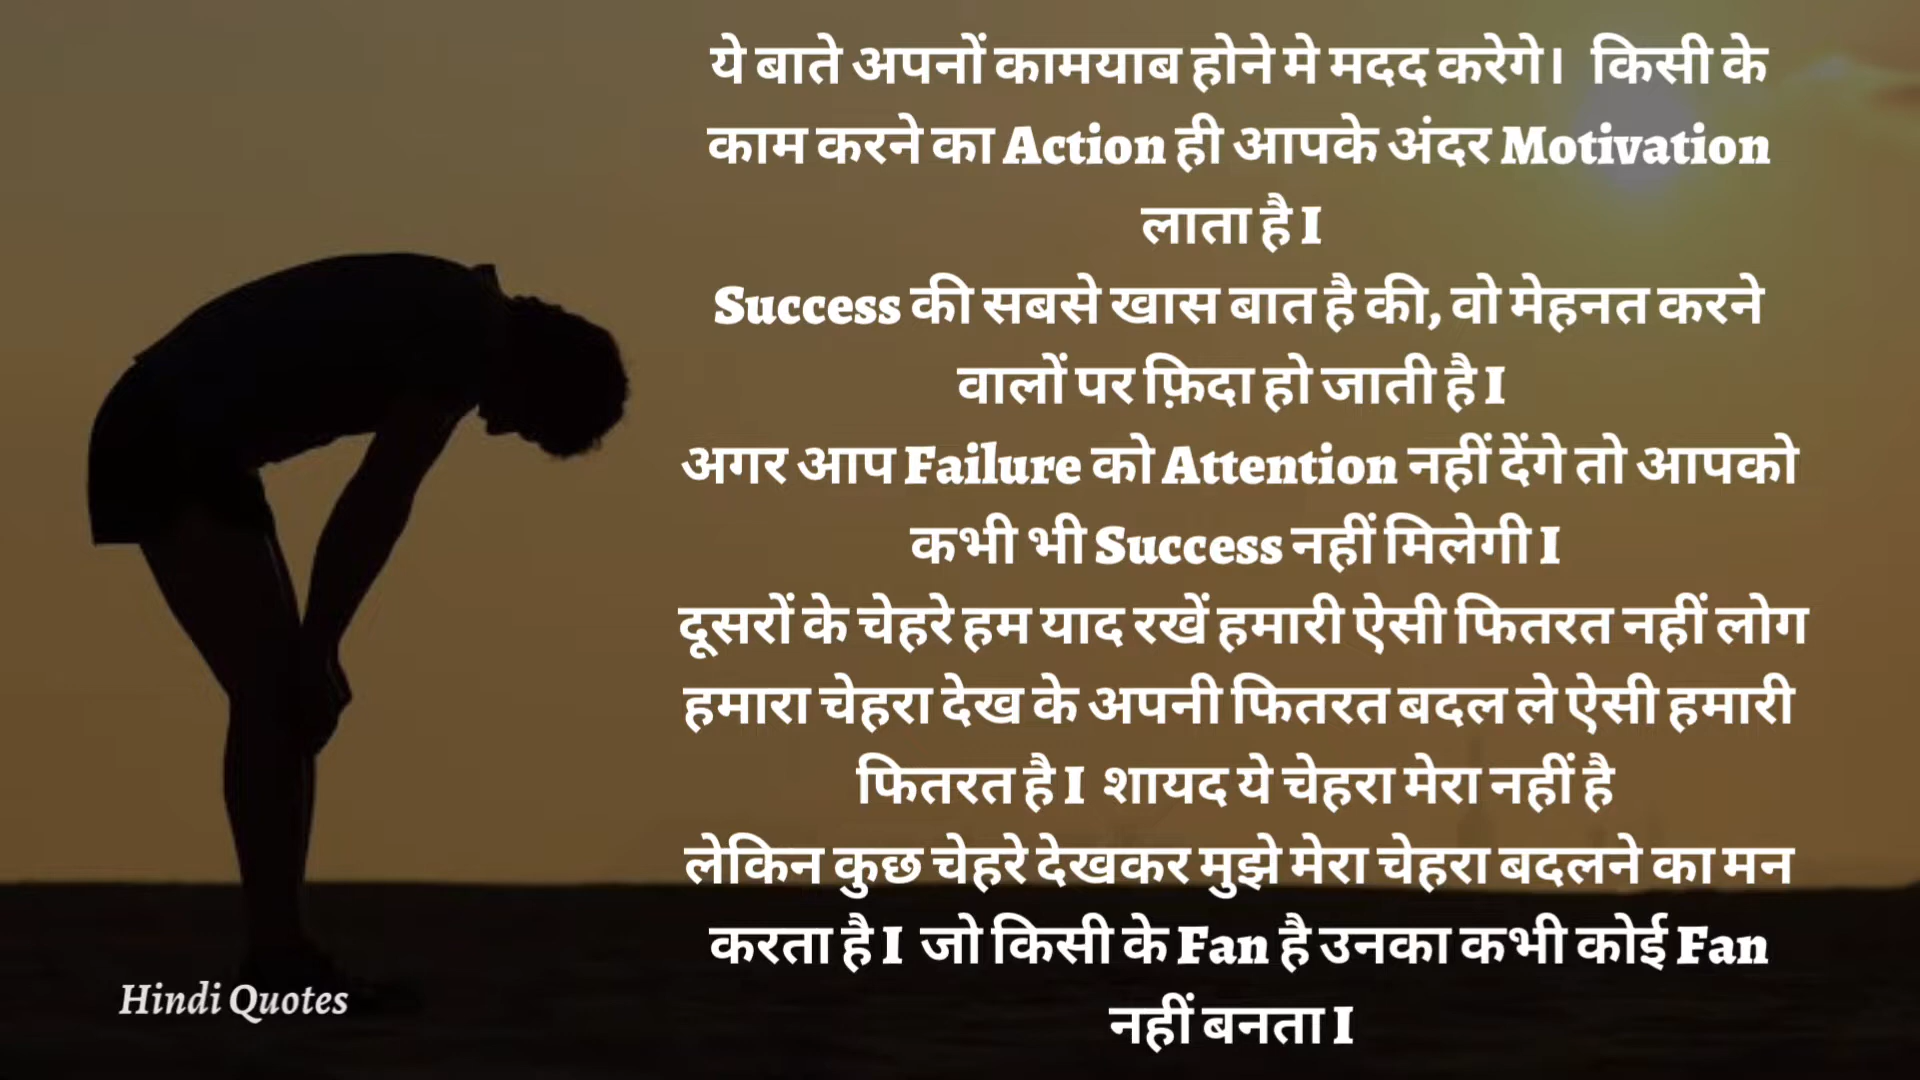 ये बाते अपनों कामयाब होने मे मदद करेगे। किसी के
काम करने का Action ही आपके अंदर Motivation
लाता है I
Success की सबसे खास बात है की, वो मेहनत करने
वालों पर फ़िदा हो जाती है I
अगर आप Failure को Attention नहीं देंगे तो आपको
कभी भी Success नहीं मिलेगी I
दूसरों के चेहरे हम याद रखें हमारी ऐसी फितरत नहीं लोग
हमारा चेहरा देख के अपनी फितरत बदल ले ऐसी हमारी
फितरत है I शायद ये चेहरा मेरा नहीं है
लेकिन कुछ चेहरे देखकर मुझे मेरा चेहरा बदलने का मन
करता है I जो किसी के Fan है उनका कभी कोई Fan
नहीं बनता I
Hindi Quotes